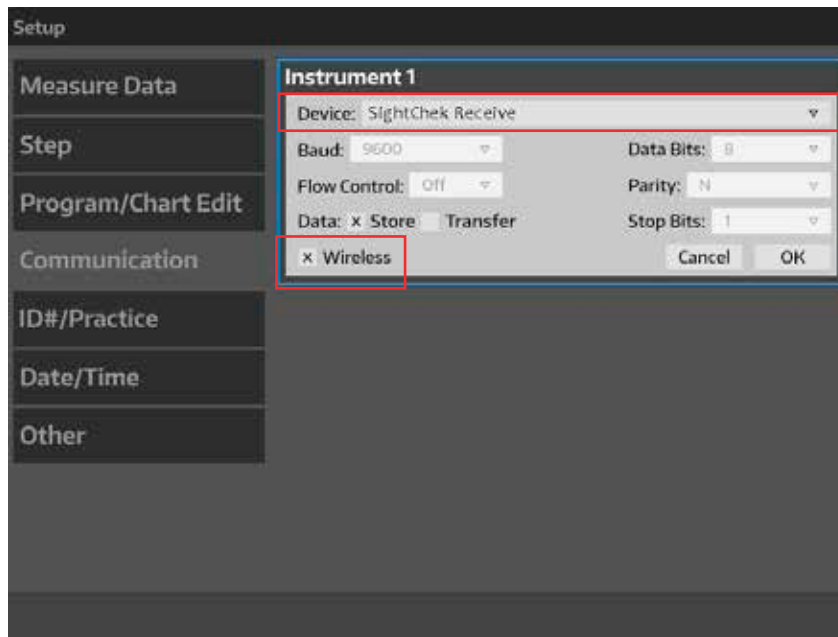 Setup
Measure Data
Step
Program/Chart Edit
Communication
ID#/Practice
Date/Time
Other
Instrument 1
Device: SightChek Receive
Baud: 9600 Data Bits: 8
Flow Control: Off Parity: N
Data: x Store Transfer Stop Bits: 1
x Wireless Cancel OK